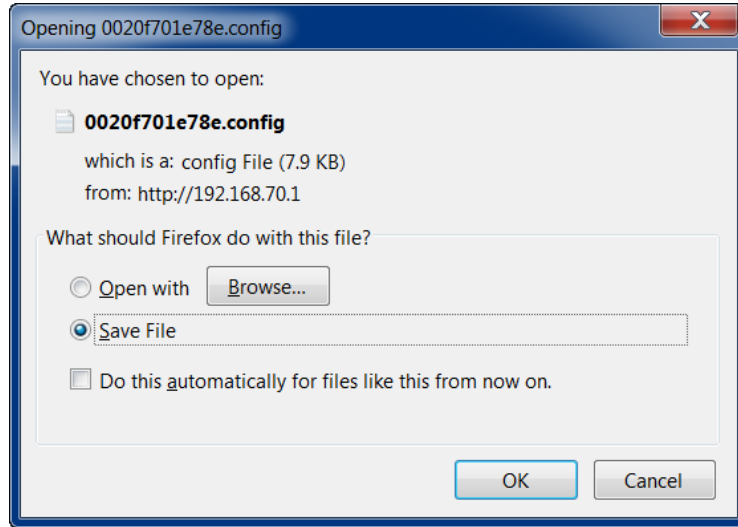 Opening 0020f701e78e.config
You have chosen to open:
0020f701e78e.config
which is a: config File (7.9 KB)
from: http://192.168.70.1
What should Firefox do with this file?
Open with Browse...
Save File
Do this automatically for files like this from now on.
OK Cancel